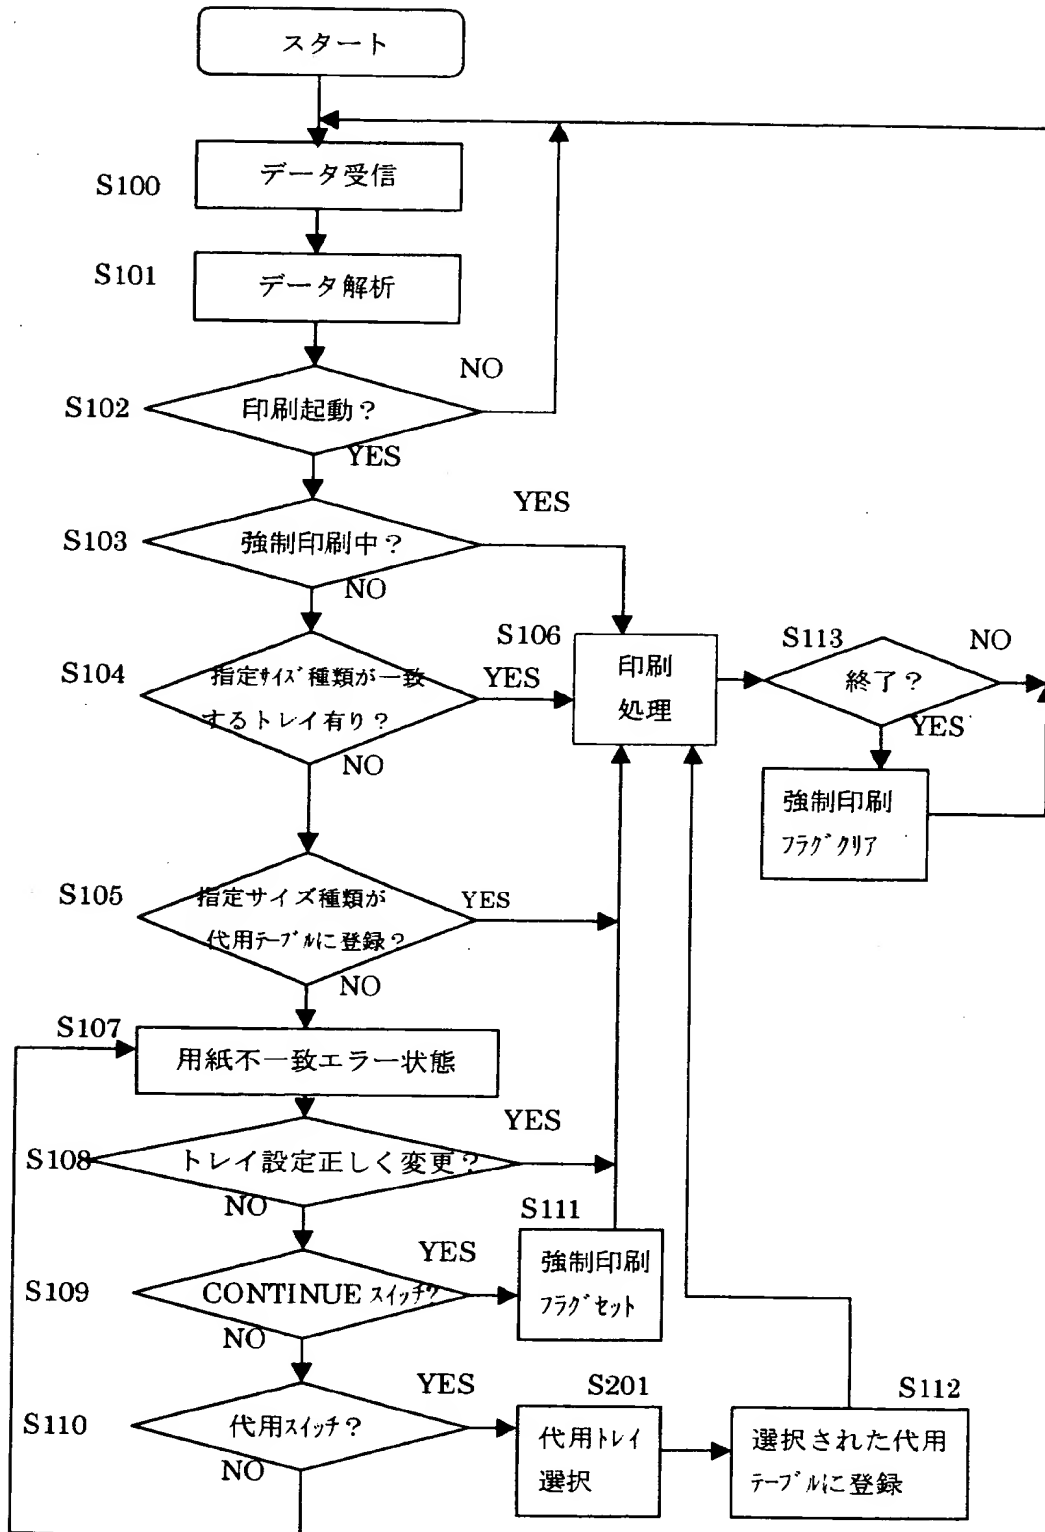 スタート
S100
データ受信
S101
データ解析
NO
S102
印刷起動?
YES
YES
S103
強制印刷中?
NO
S104
指定サイズ種類が一致
するトレイ有り?
YES
NO
S106
印刷
処理
S113
終了?
NO
YES
強制印刷
フラグクリア
S105
指定サイズ種類が
代用テーブルに登録?
YES
NO
S107
用紙不一致エラー状態
YES
S108
トレイ設定正しく変更?
NO
S109
CONTINUE スイッチ?
YES
NO
S111
強制印刷
フラグセット
S110
代用スイッチ?
YES
NO
S201
代用トレイ
選択
S112
選択された代用
テーブルに登録